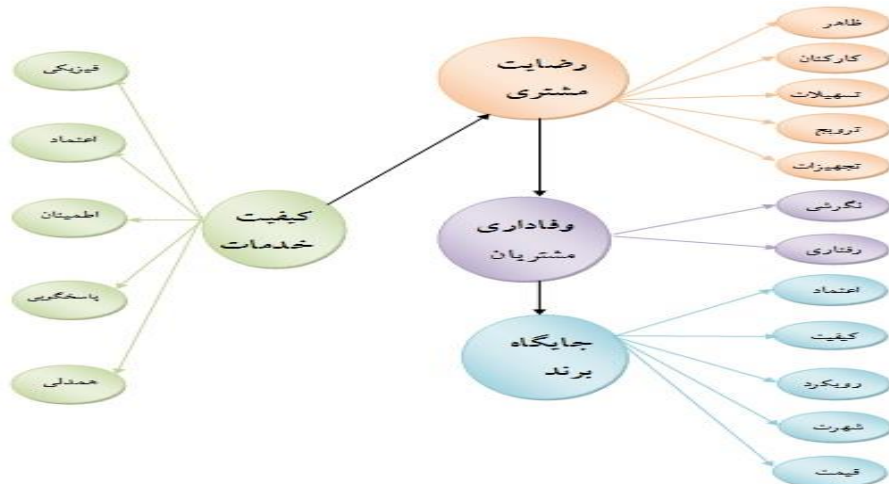 ظاهر
کارکنان
تسهیلات
ترویج
تجهیزات
رضایت
مشتری
فیزیکی
اعتماد
اطمینان
پاسخگویی
همدلی
کیفیت
خدمات
وفاداری
مشتریان
نگرشی
رفتاری
جایگاه
برند
اعتماد
کیفیت
رویکرد
شهرت
قیمت